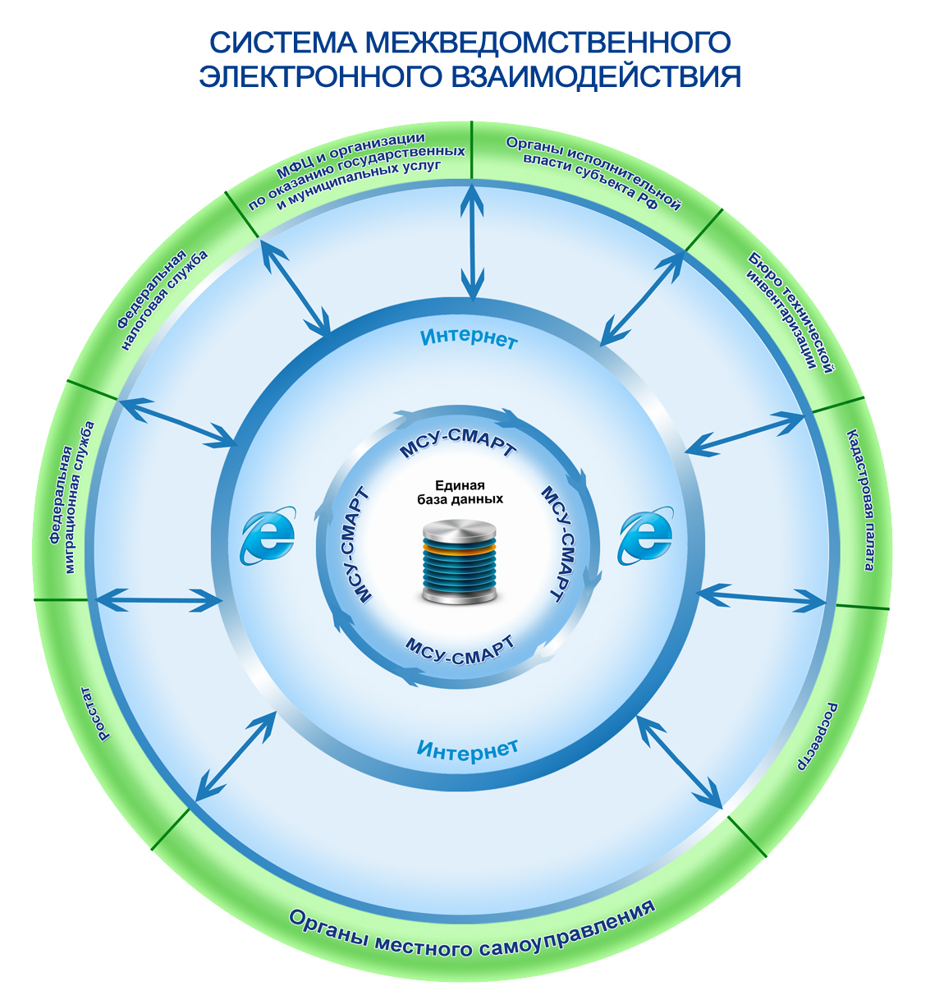 СИСТЕМА МЕЖВЕДОМСТВЕННОГО
ЭЛЕКТРОННОГО ВЗАИМОДЕЙСТВИЯ
МФЦ и организации
по оказанию государственных
и муниципальных услуг
Органы исполнительной
власти субъекта РФ
Бюро технической
инвентаризации
Кадастровая палата
Росреестр
Органы местного самоуправления
Росстат
Федеральная
миграционная служба
Федеральная
налоговая служба
Интернет
МСУ-СМАРТ
МСУ-СМАРТ
МСУ-СМАРТ
МСУ-СМАРТ
Единая
база данных
Интернет